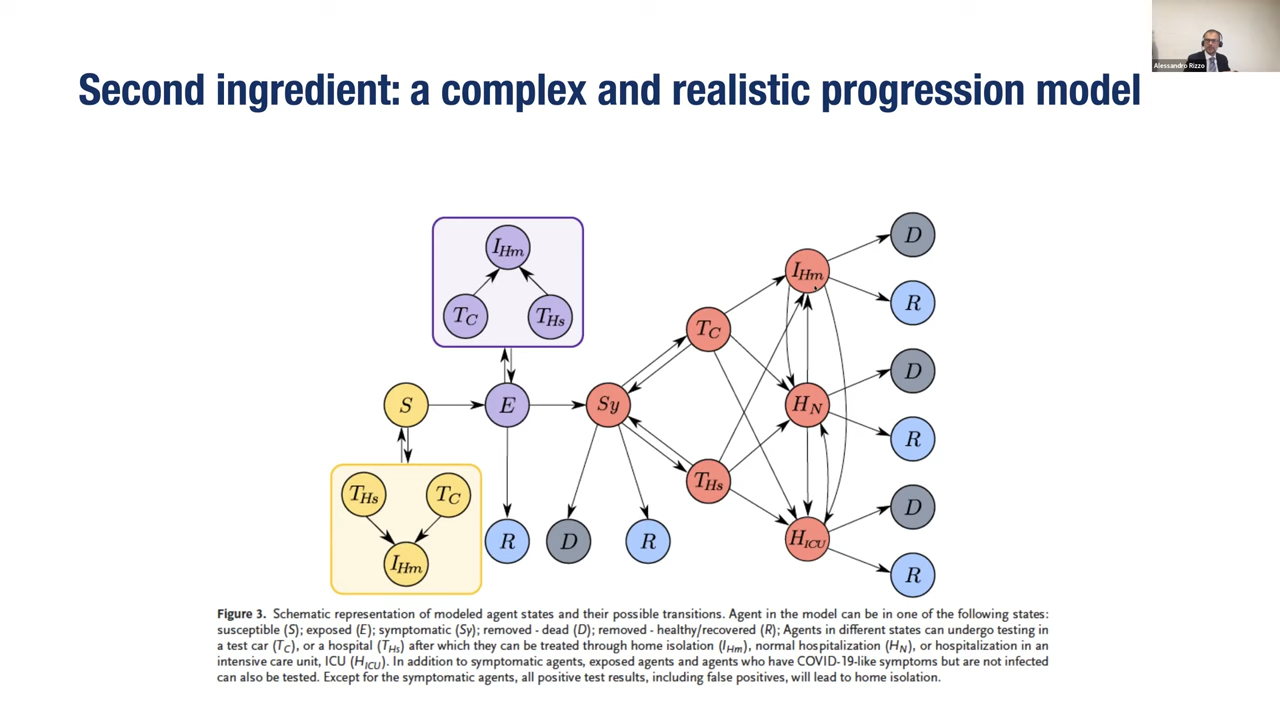 Alessandro Rizzo
Second ingredient: a complex and realistic progression model
I_Hm
T_C
T_Hs
S
E
T_Hs
T_C
I_Hm
R
D
R
Sy
T_C
T_Hs
I_Hm
H_N
H_ICU
D
R
D
R
D
R
Figure 3. Schematic representation of modeled agent states and their possible transitions. Agent in the model can be in one of the following states:
susceptible (S); exposed (E); symptomatic (Sy); removed - dead (D); removed - healthy/recovered (R); Agents in different states can undergo testing in
a test car (T_C), or a hospital (T_Hs) after which they can be treated through home isolation (I_Hm), normal hospitalization (H_N), or hospitalization in an
intensive care unit, ICU (H_ICU). In addition to symptomatic agents, exposed agents and agents who have COVID-19-like symptoms but are not infected
can also be tested. Except for the symptomatic agents, all positive test results, including false positives, will lead to home isolation.